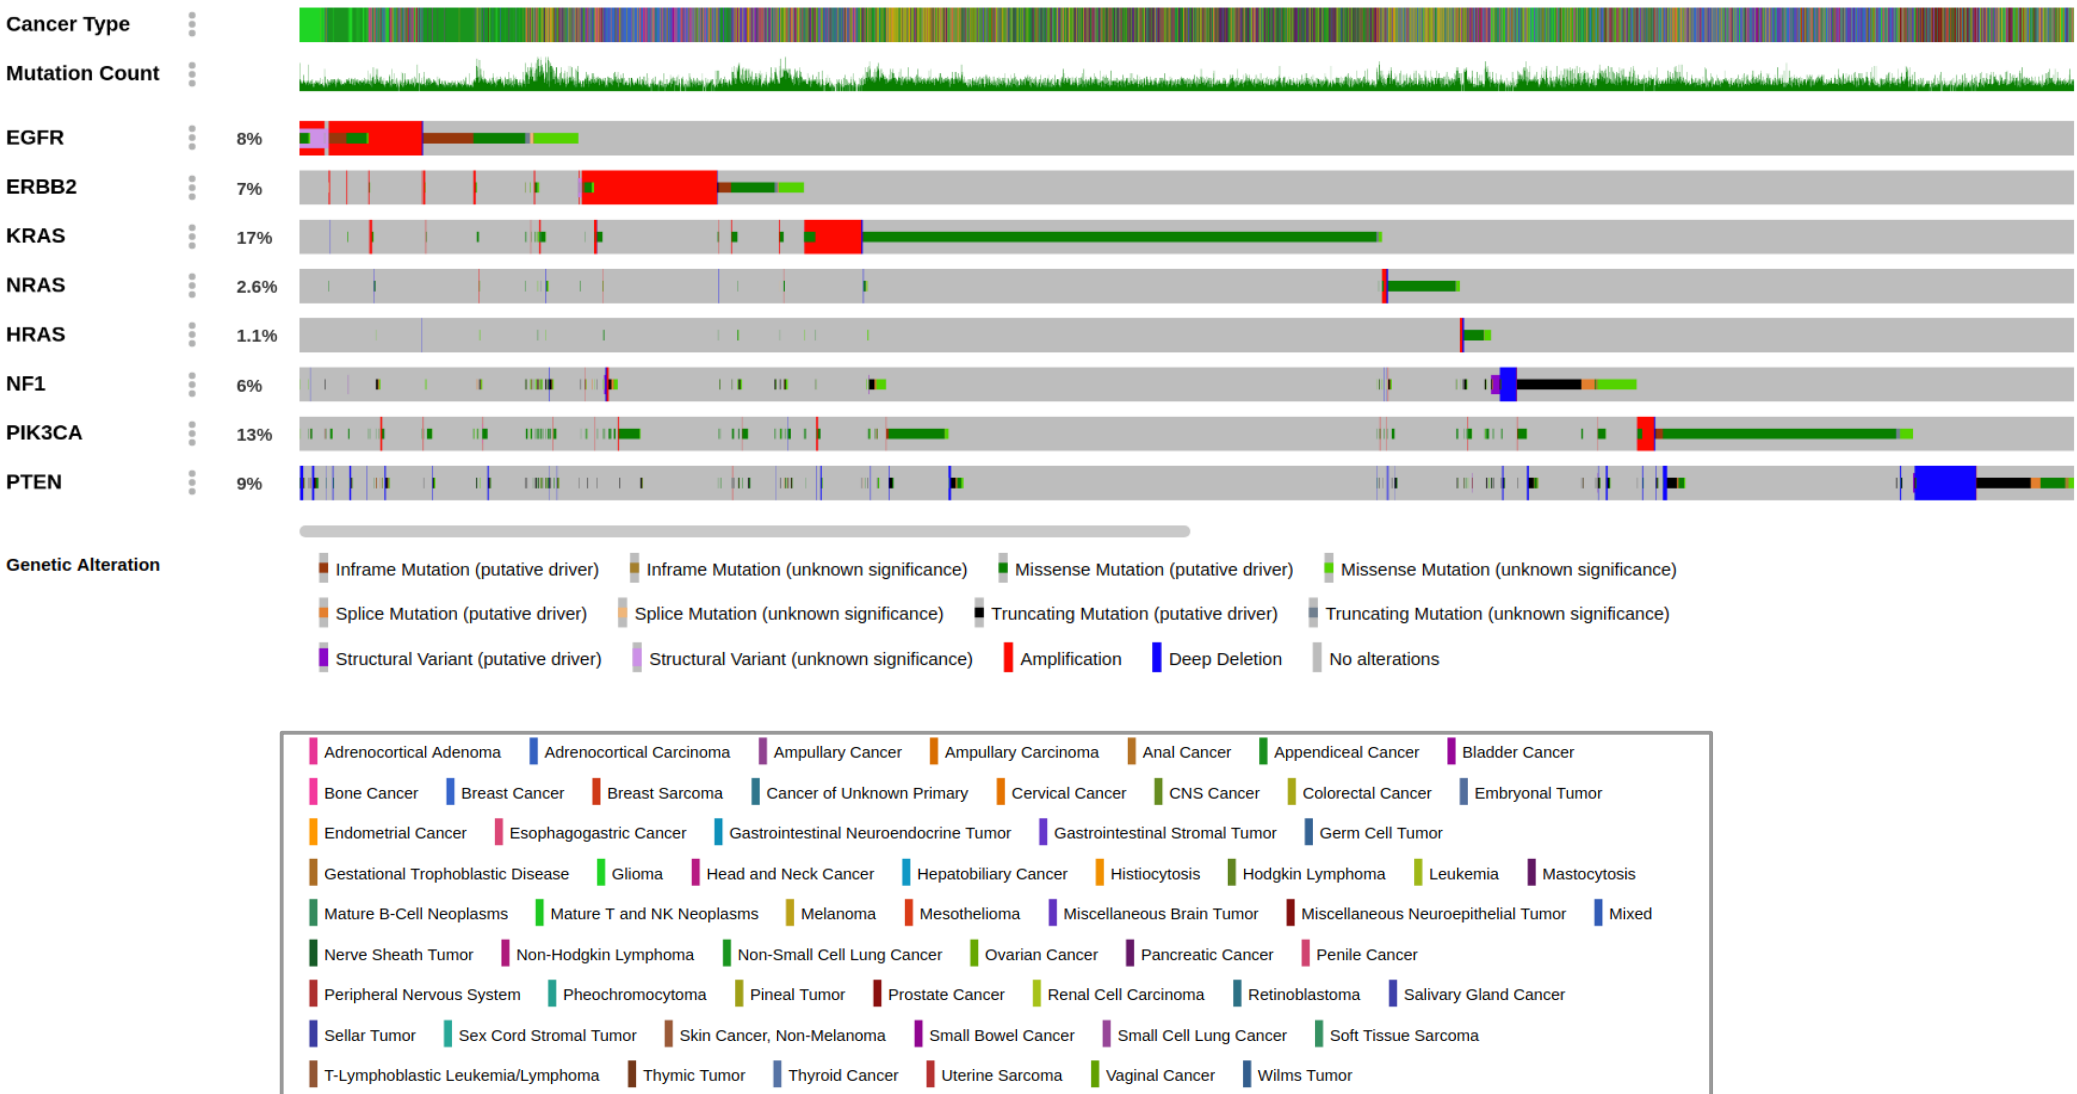 Cancer Type
Mutation Count
EGFR 8%
ERBB2 7%
KRAS 17%
NRAS 2.6%
HRAS 1.1%
NF1 6%
PIK3CA 13%
PTEN 9%
Genetic Alteration Inframe Mutation (putative driver) Inframe Mutation (unknown significance) Missense Mutation (putative driver) Missense Mutation (unknown significance)
Splice Mutation (putative driver) Splice Mutation (unknown significance) Truncating Mutation (putative driver) Truncating Mutation (unknown significance)
Structural Variant (putative driver) Structural Variant (unknown significance) Amplification Deep Deletion No alterations
Adrenocortical Adenoma Adrenocortical Carcinoma Ampullary Cancer Ampullary Carcinoma Anal Cancer Appendiceal Cancer Bladder Cancer
Bone Cancer Breast Cancer Breast Sarcoma Cancer of Unknown Primary Cervical Cancer CNS Cancer Colorectal Cancer Embryonal Tumor
Endometrial Cancer Esophagogastric Cancer Gastrointestinal Neuroendocrine Tumor Gastrointestinal Stromal Tumor Germ Cell Tumor
Gestational Trophoblastic Disease Glioma Head and Neck Cancer Hepatobiliary Cancer Histiocytosis Hodgkin Lymphoma Leukemia Mastocytosis
Mature B-Cell Neoplasms Mature T and NK Neoplasms Melanoma Mesothelioma Miscellaneous Brain Tumor Miscellaneous Neuroepithelial Tumor Mixed
Nerve Sheath Tumor Non-Hodgkin Lymphoma Non-Small Cell Lung Cancer Ovarian Cancer Pancreatic Cancer Penile Cancer
Peripheral Nervous System Pheochromocytoma Pineal Tumor Prostate Cancer Renal Cell Carcinoma Retinoblastoma Salivary Gland Cancer
Sellar Tumor Sex Cord Stromal Tumor Skin Cancer, Non-Melanoma Small Bowel Cancer Small Cell Lung Cancer Soft Tissue Sarcoma
T-Lymphoblastic Leukemia/Lymphoma Thymic Tumor Thyroid Cancer Uterine Sarcoma Vaginal Cancer Wilms Tumor